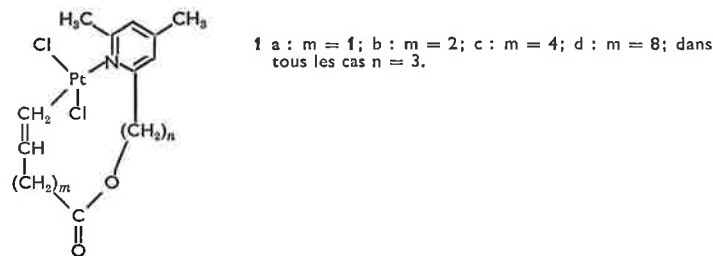 H₃C
CH₃
Cl
N
Pt
CH₂
Cl
CH
(CH₂)ₙ
(CH₂)ₘ
O
C
O
1 a : m = 1; b : m = 2; c : m = 4; d : m = 8; dans
tous les cas n = 3.